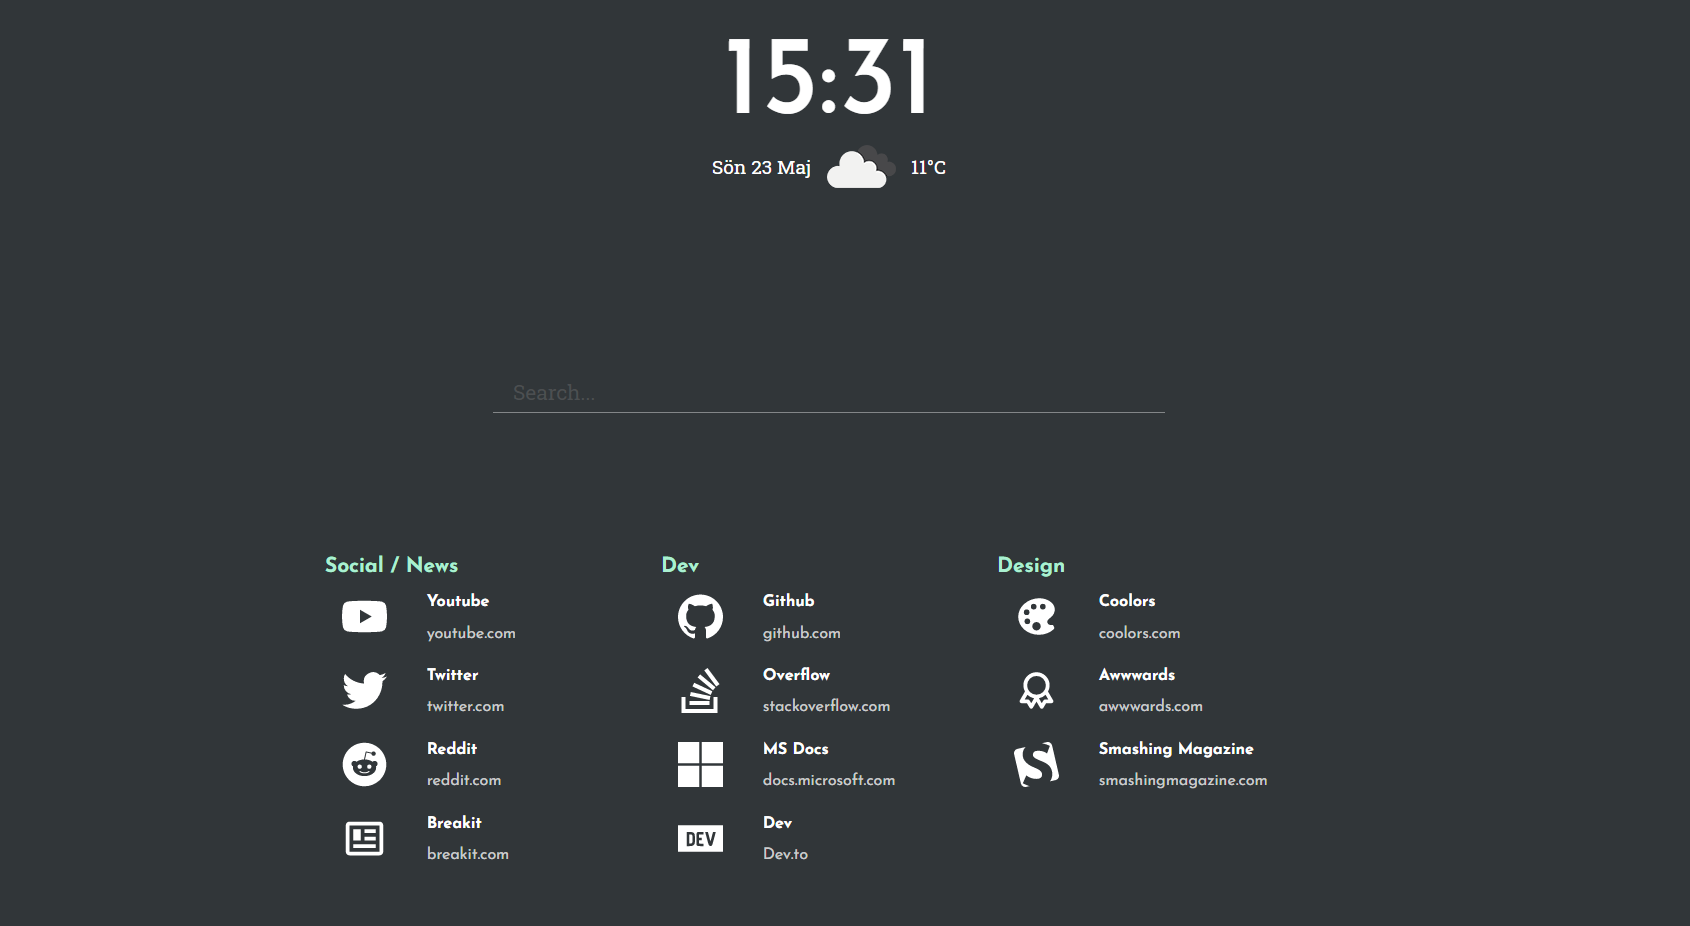 15:31
Sön 23 Maj 11°C
Search...
Social / News
Youtube
youtube.com
Twitter
twitter.com
Reddit
reddit.com
Breakit
breakit.com
Dev
Github
github.com
Overflow
stackoverflow.com
MS Docs
docs.microsoft.com
DEV
Dev
Dev.to
Design
Coolors
coolors.com
Awwwards
awwwards.com
Smashing Magazine
smashingmagazine.com